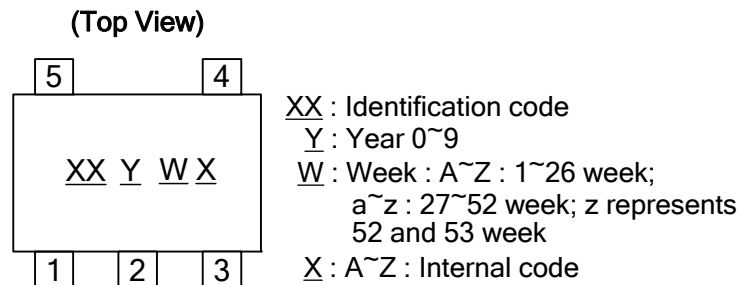 (Top View)
5 4
XX Y W X
1 2 3
XX : Identification code
Y : Year 0~9
W : Week : A~Z : 1~26 week;
a~z : 27~52 week; z represents
52 and 53 week
X : A~Z : Internal code